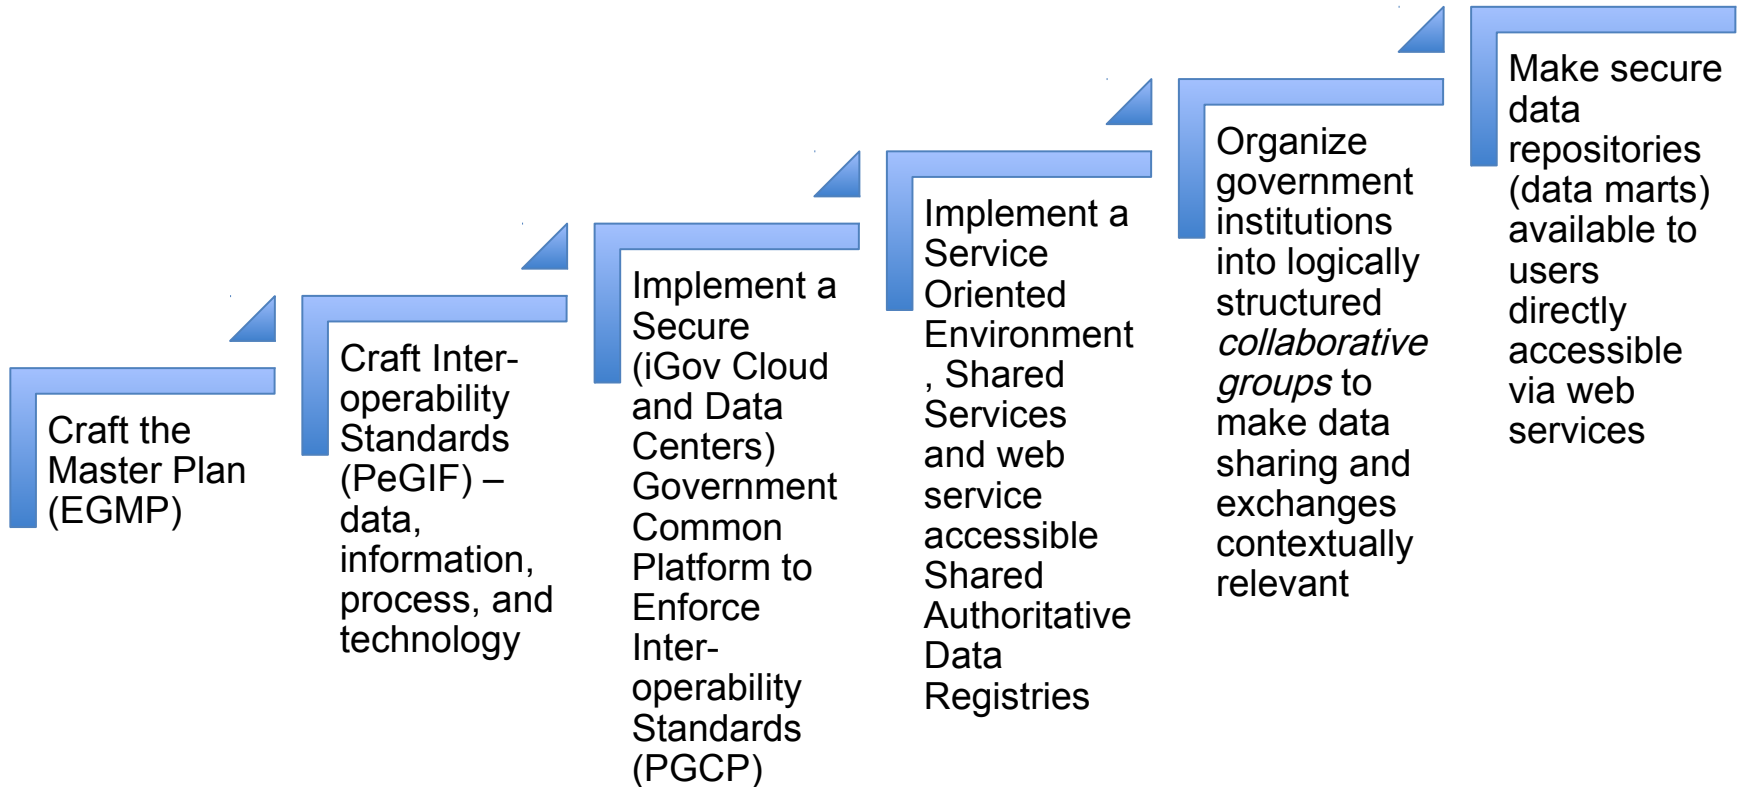 Craft the
Master Plan
(EGMP)
Craft Inter-
operability
Standards
(PeGIF) –
data,
information,
process, and
technology
Implement a
Secure
(iGov Cloud
and Data
Centers)
Government
Common
Platform to
Enforce
Inter-
operability
Standards
(PGCP)
Implement a
Service
Oriented
Environment
, Shared
Services
and web
service
accessible
Shared
Authoritative
Data
Registries
Organize
government
institutions
into logically
structured
collaborative
groups to
make data
sharing and
exchanges
contextually
relevant
Make secure
data
repositories
(data marts)
available to
users
directly
accessible
via web
services